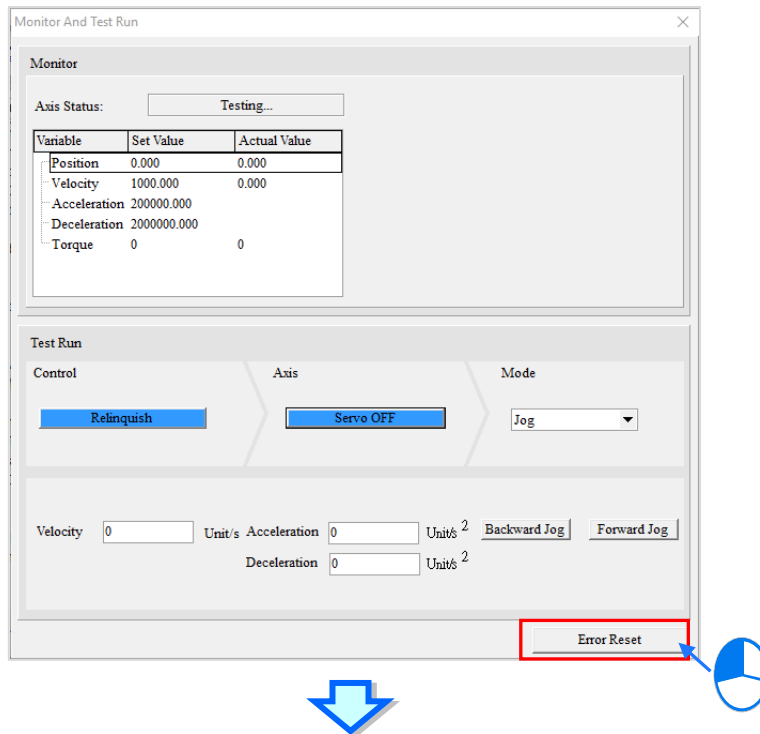 Monitor And Test Run
Monitor
Axis Status: Testing...
Variable Set Value Actual Value
Position 0.000 0.000
Velocity 1000.000 0.000
Acceleration 200000.000
Deceleration 2000000.000
Torque 0 0
Test Run
Control Axis Mode
Relinquish Servo OFF Jog
Velocity 0 Unit/s Acceleration 0 Unit/s 2 Backward Jog Forward Jog
Deceleration 0 Unit/s 2
Error Reset